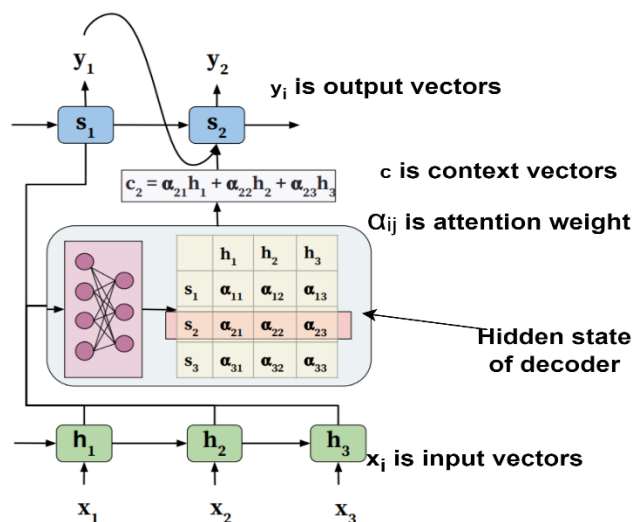 y₁ y₂
yᵢ is output vectors
s₁ s₂
c is context vectors
c₂ = α₂₁h₁ + α₂₂h₂ + α₂₃h₃
αᵢⱼ is attention weight
h₁ h₂ h₃
s₁ α₁₁ α₁₂ α₁₃
s₂ α₂₁ α₂₂ α₂₃
s₃ α₃₁ α₃₂ α₃₃
Hidden state
of decoder
h₁ h₂ h₃
xᵢ is input vectors
x₁ x₂ x₃